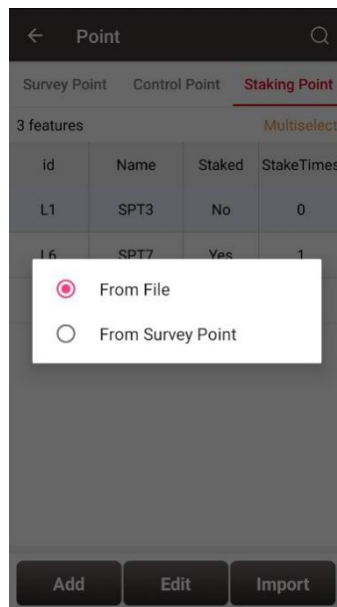 Point
Survey Point Control Point Staking Point
3 features Multiselect
id Name Staked StakeTimes
L1 SPT3 No 0
L6 SPT7 Yes 1
From File
From Survey Point
Add Edit Import